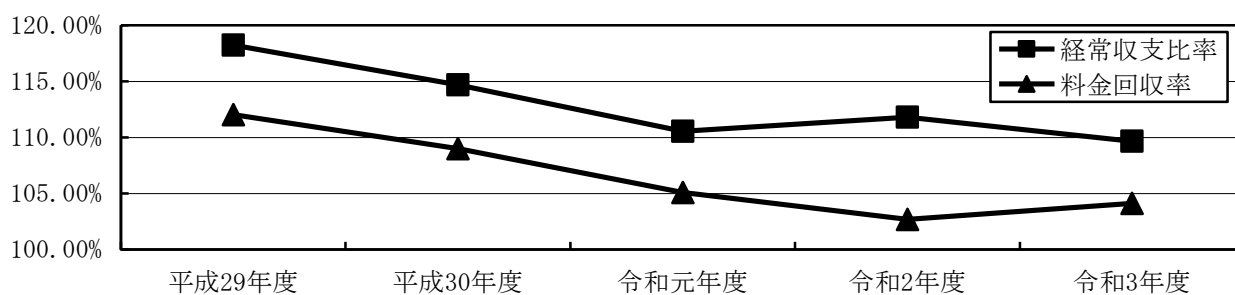 120.00%
115.00%
110.00%
105.00%
100.00%
経常収支比率
料金回収率
平成29年度 平成30年度 令和元年度 令和2年度 令和3年度